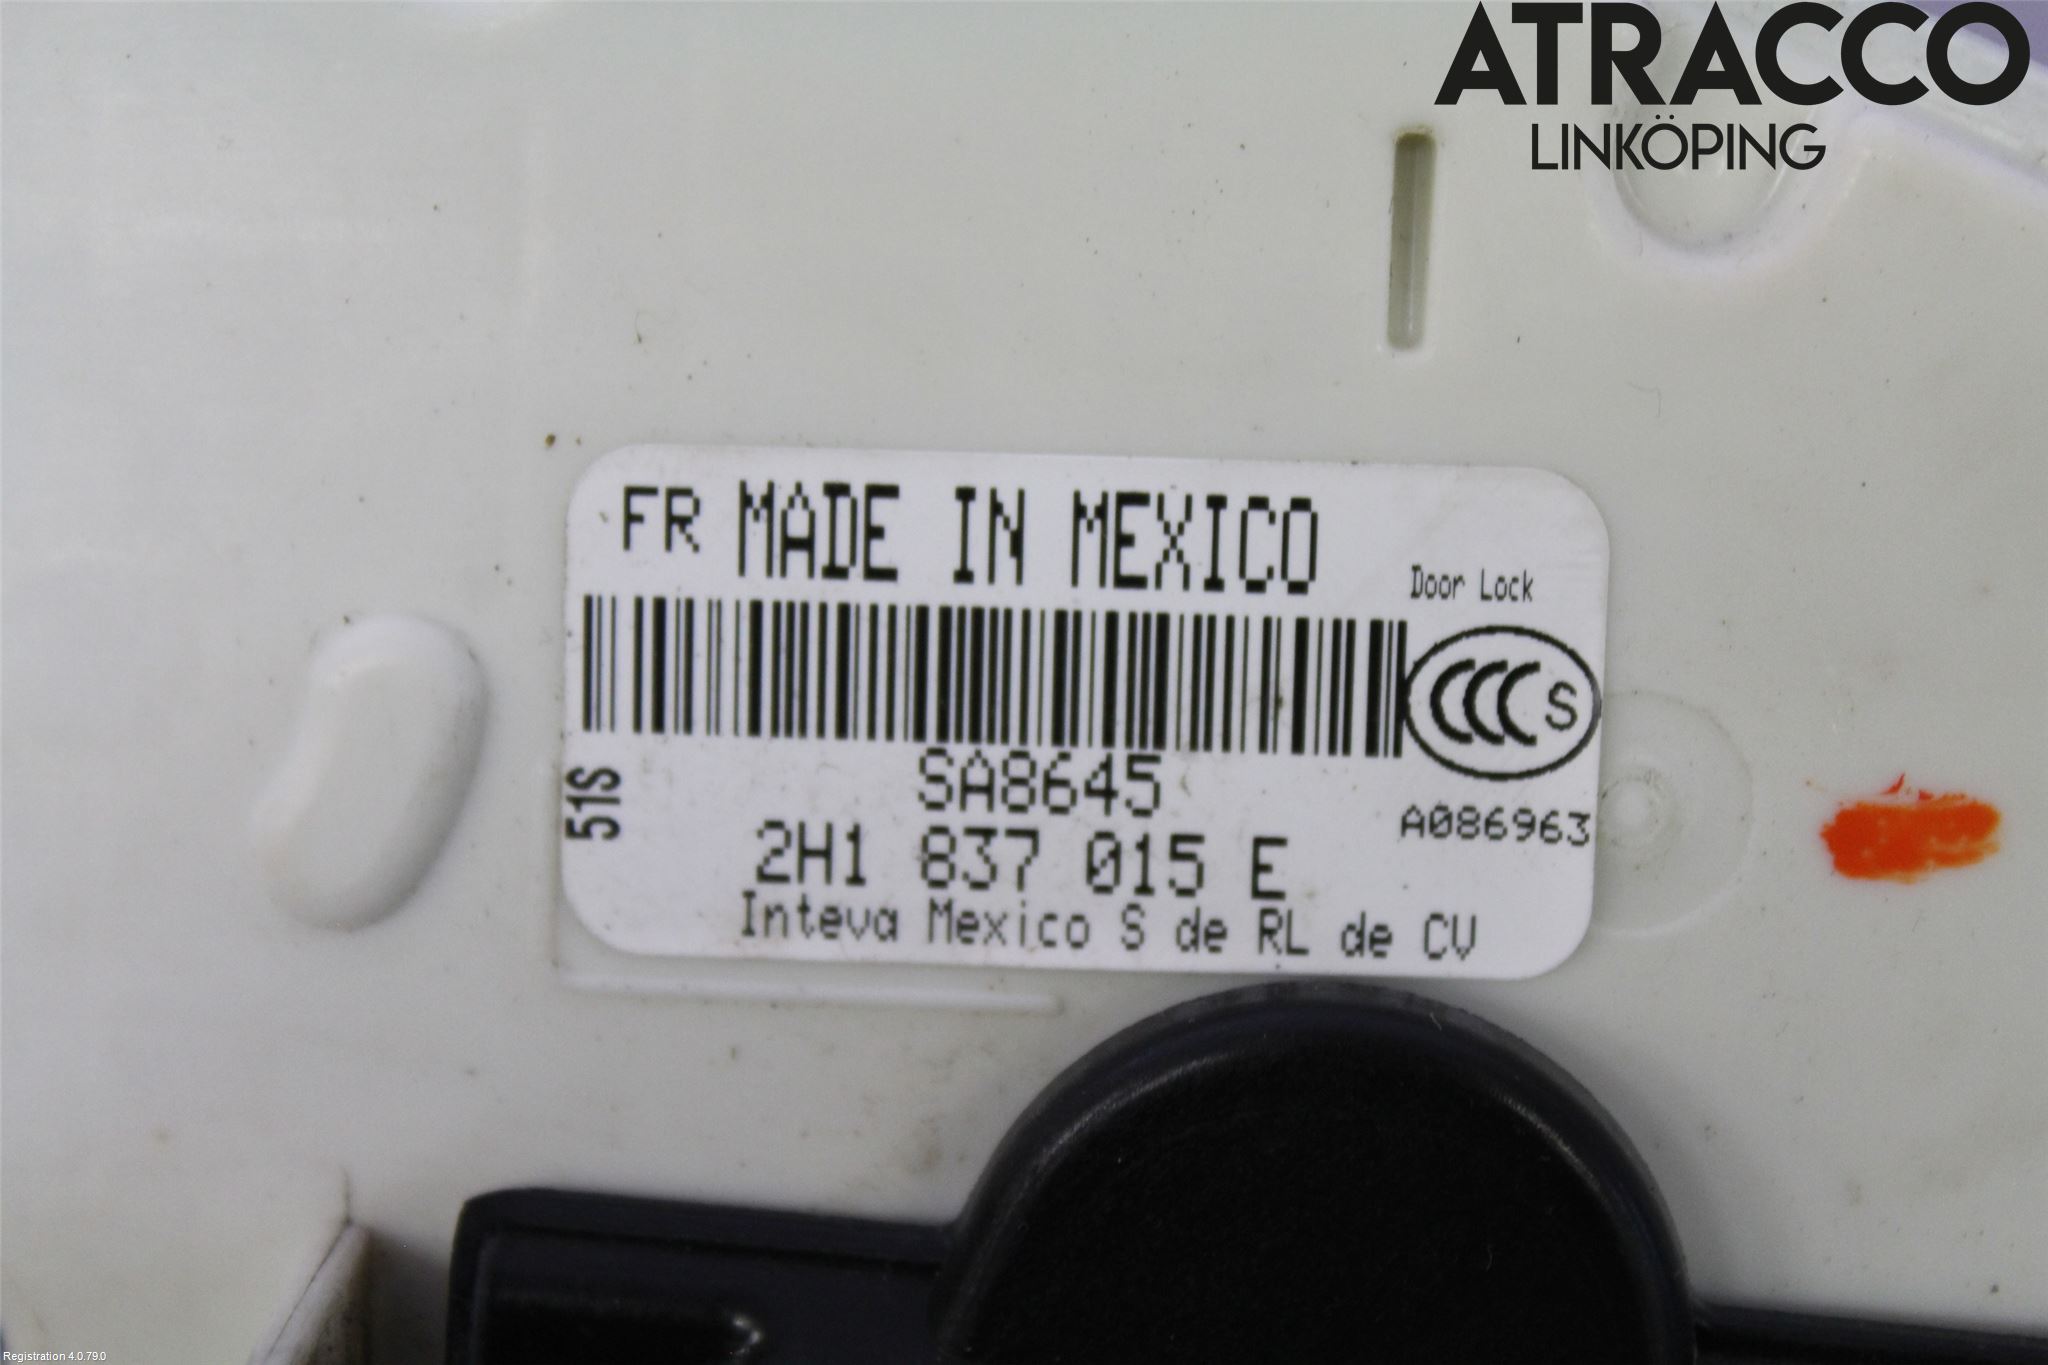 ATRACCO
LINKÖPING
FR MADE IN MEXICO
Door Lock
CCC S
SA8645
51S
A086963
2H1 837 015 E
Inteva Mexico S de RL de CV
Registration 4.0.79.0